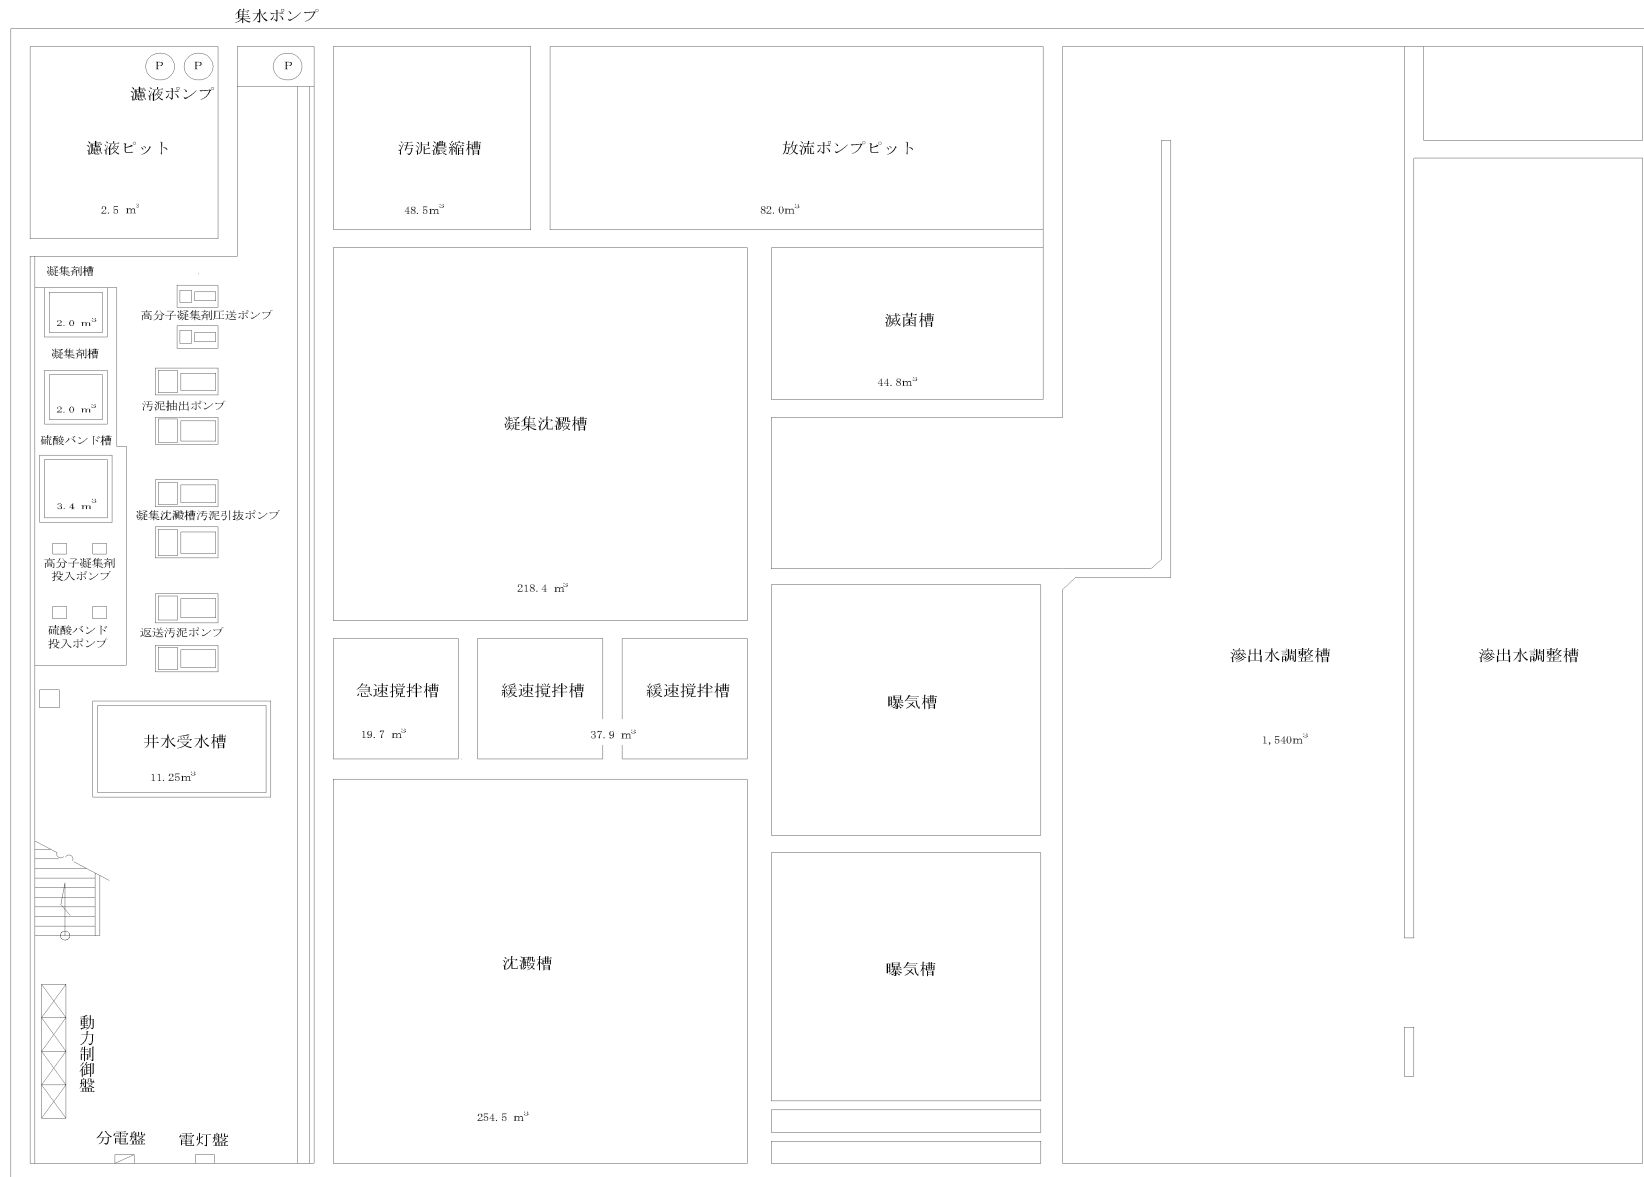 集水ポンプ
P
P
P
濾液ポンプ
濾液ピット
2.5 m³
汚泥濃縮槽
48.5m³
放流ポンプピット
82.0m³
凝集剤槽
2.0 m³
凝集剤槽
2.0 m³
硫酸バンド槽
3.4 m³
高分子凝集剤
投入ポンプ
硫酸バンド
投入ポンプ
高分子凝集剤圧送ポンプ
汚泥抽出ポンプ
凝集沈澱槽汚泥引抜ポンプ
返送汚泥ポンプ
井水受水槽
11.25m³
動力制御盤
分電盤
電灯盤
凝集沈澱槽
218.4 m³
滅菌槽
44.8m³
急速撹拌槽
19.7 m³
緩速撹拌槽
緩速撹拌槽
37.9 m³
曝気槽
沈澱槽
254.5 m³
曝気槽
滲出水調整槽
1,540m³
滲出水調整槽